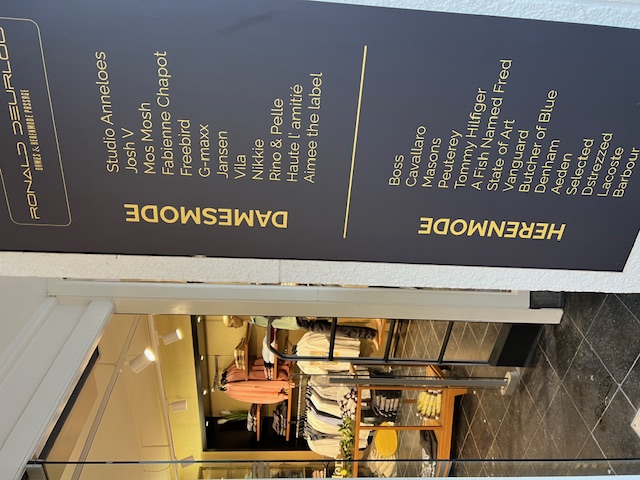 RONALD DEURLOO
DAMES & HERENMODE PASSAGE
DAMESMODE
Studio Anneloes
Josh V
Mos Mosh
Fabienne Chapot
Freebird
G-maxx
Jansen
Vila
Nikkie
Rino & Pelle
Haute l' amitié
Aimee the label
HERENMODE
Boss
Cavallaro
Masons
Peuterey
Tommy Hilfiger
A Fish Named Fred
State of Art
Vanguard
Butcher of Blue
Denham
Aeden
Selected
Dstrezzed
Lacoste
Barbour